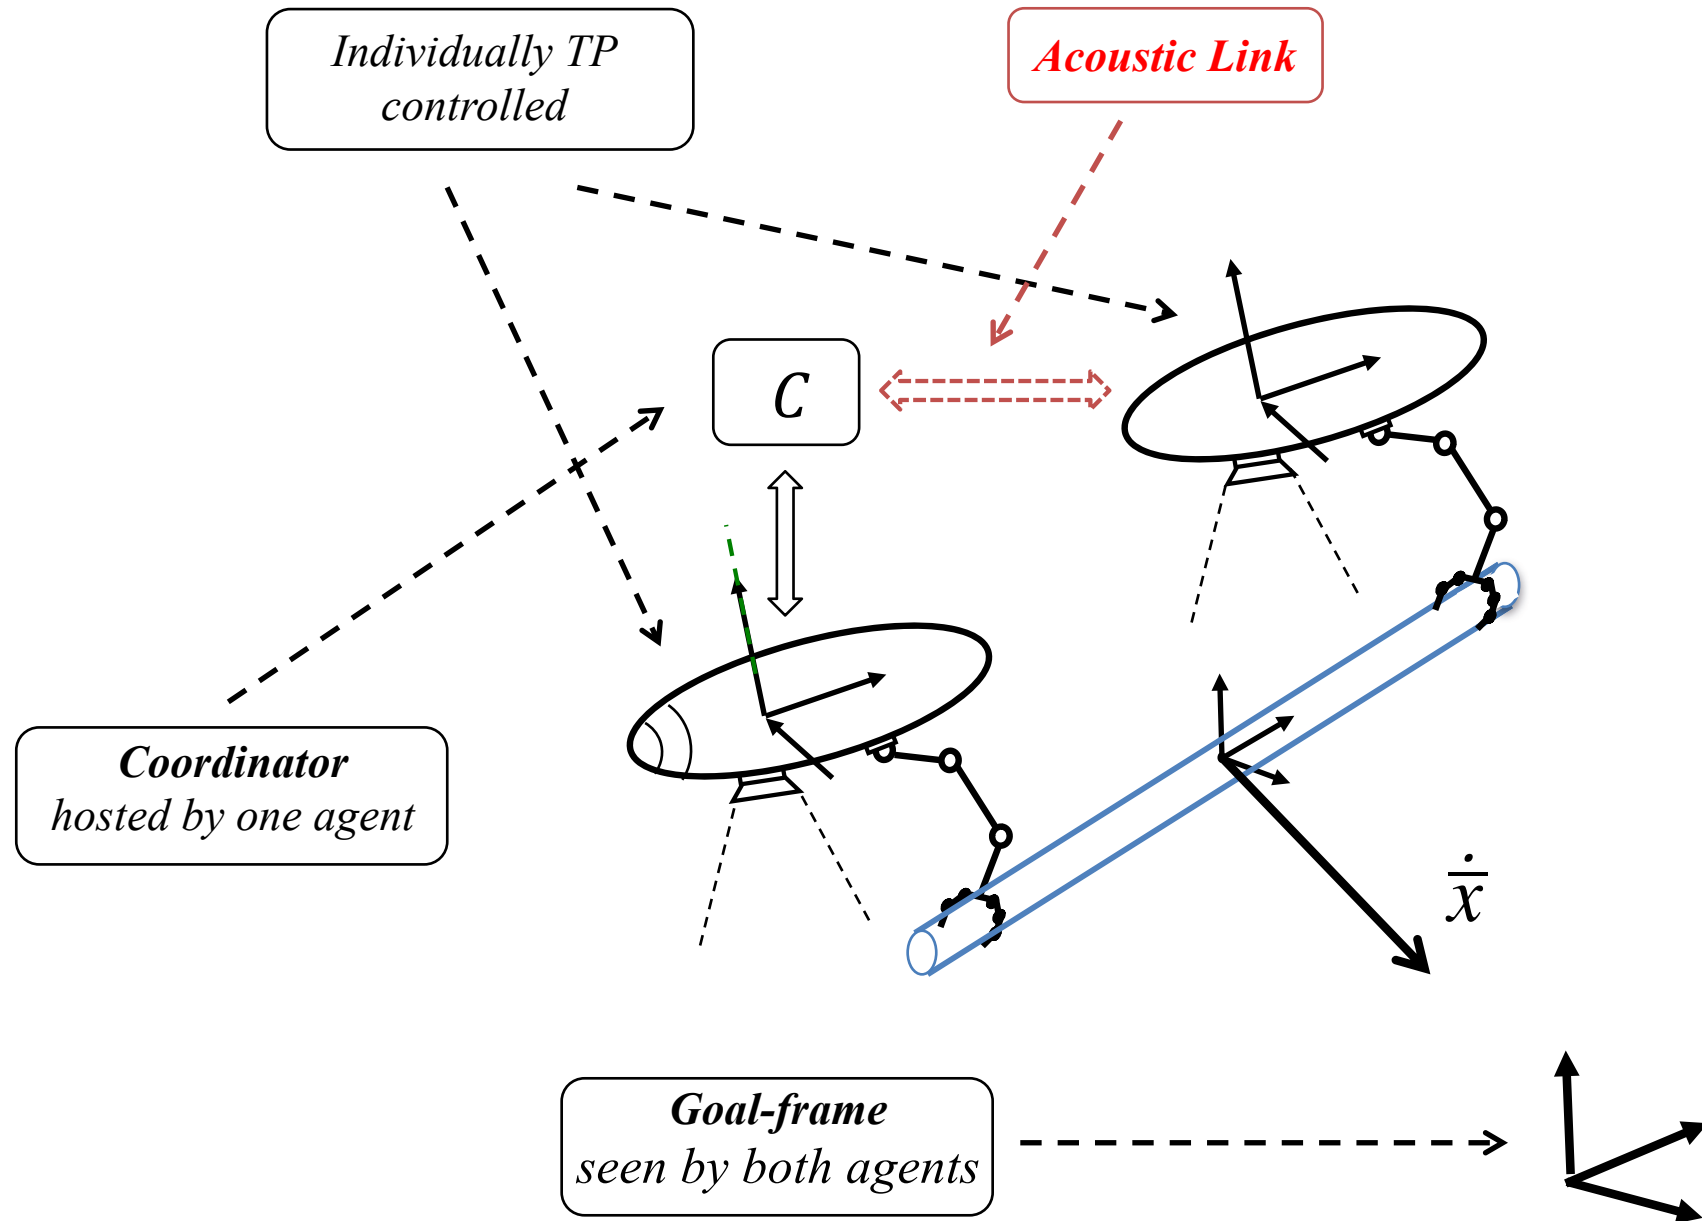 Individually TP
controlled
Acoustic Link
C
Coordinator
hosted by one agent
ẋ
Goal-frame
seen by both agents